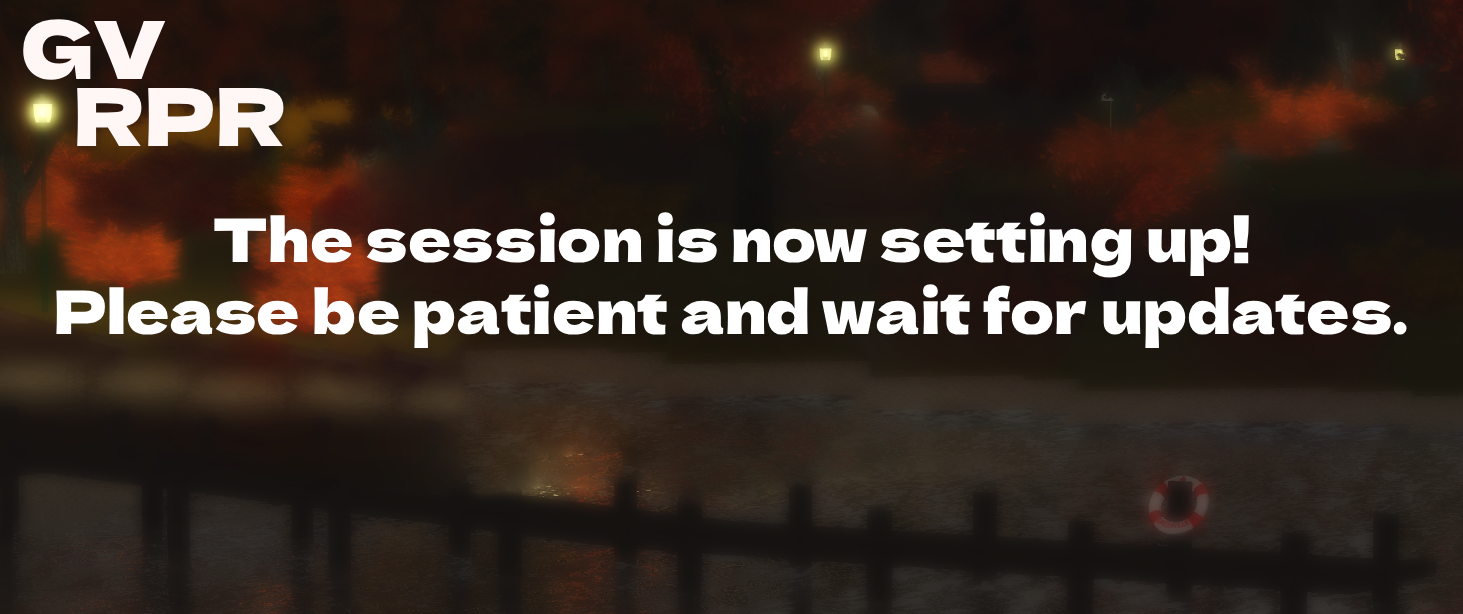 GV
RPR
The session is now setting up!
Please be patient and wait for updates.